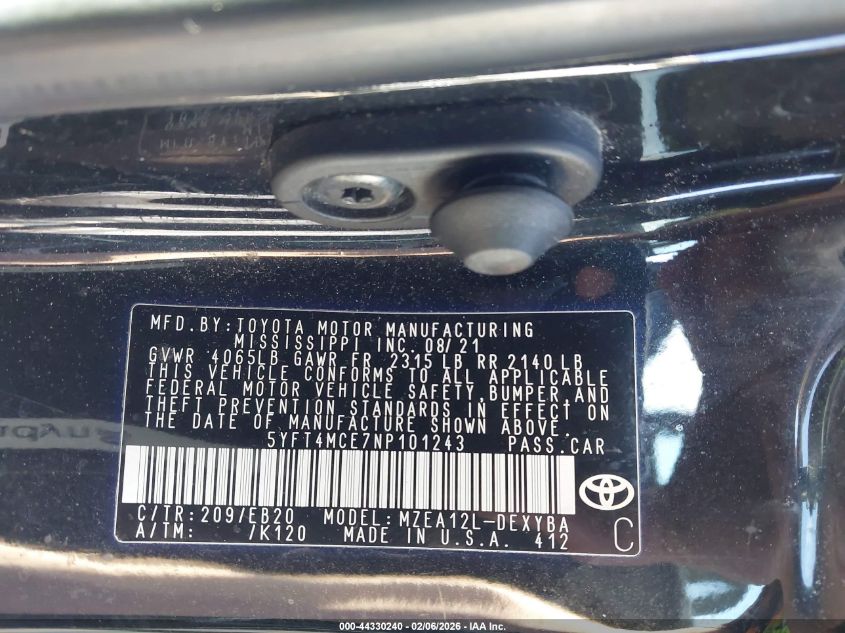 MFD. BY: TOYOTA MOTOR MANUFACTURING
MISSISSIPPI INC. 08/21
GVWR 4065LB GAWR FR 2315 LB RR 2140 LB
THIS VEHICLE CONFORMS TO ALL APPLICABLE
FEDERAL MOTOR VEHICLE SAFETY, BUMPER, AND
THEFT PREVENTION STANDARDS IN EFFECT ON
THE DATE OF MANUFACTURE SHOWN ABOVE.
5YFT4MCE7NP101243 PASS. CAR
C/TR: 209/EB20 MODEL: MZEA12L-DEXYBA
A/TM: /K120 MADE IN U.S.A. 412 C
000-44330240 - 02/06/2026 - IAA Inc.